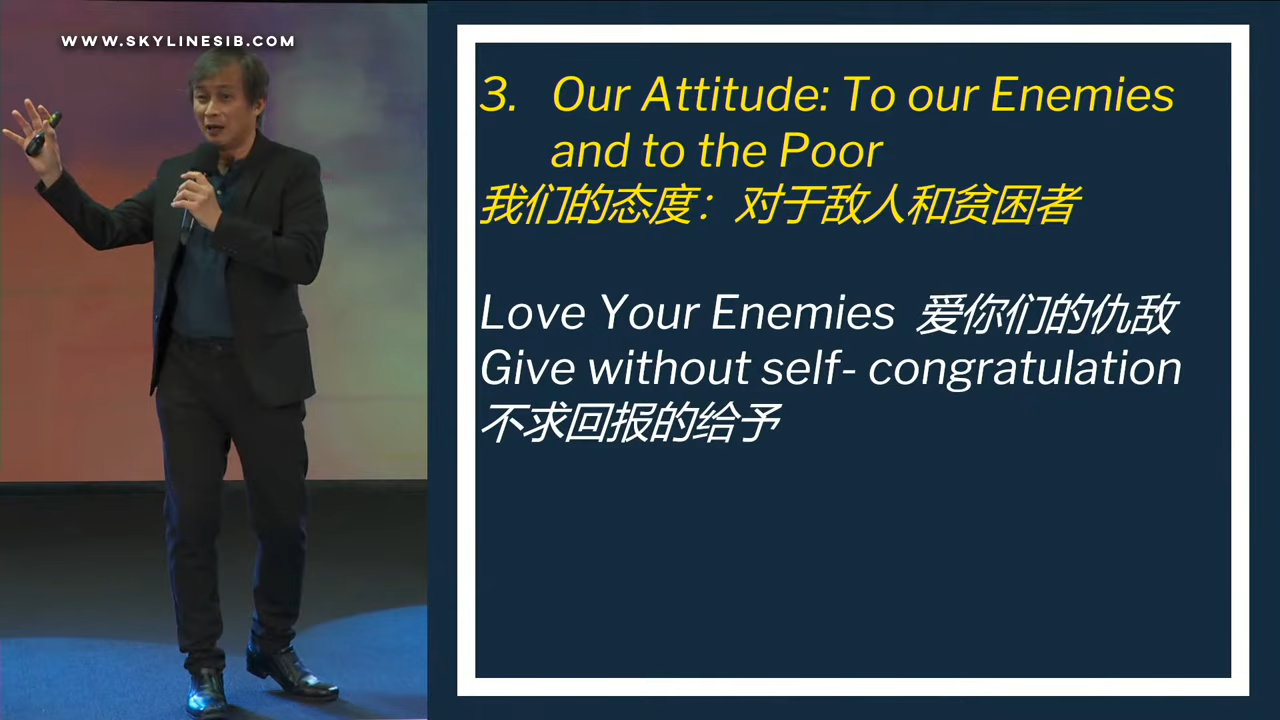 WWW.SKYLINESIB.COM
3. Our Attitude: To our Enemies
and to the Poor
我们的态度：对于敌人和贫困者
Love Your Enemies 爱你们的仇敌
Give without self- congratulation
不求回报的给予